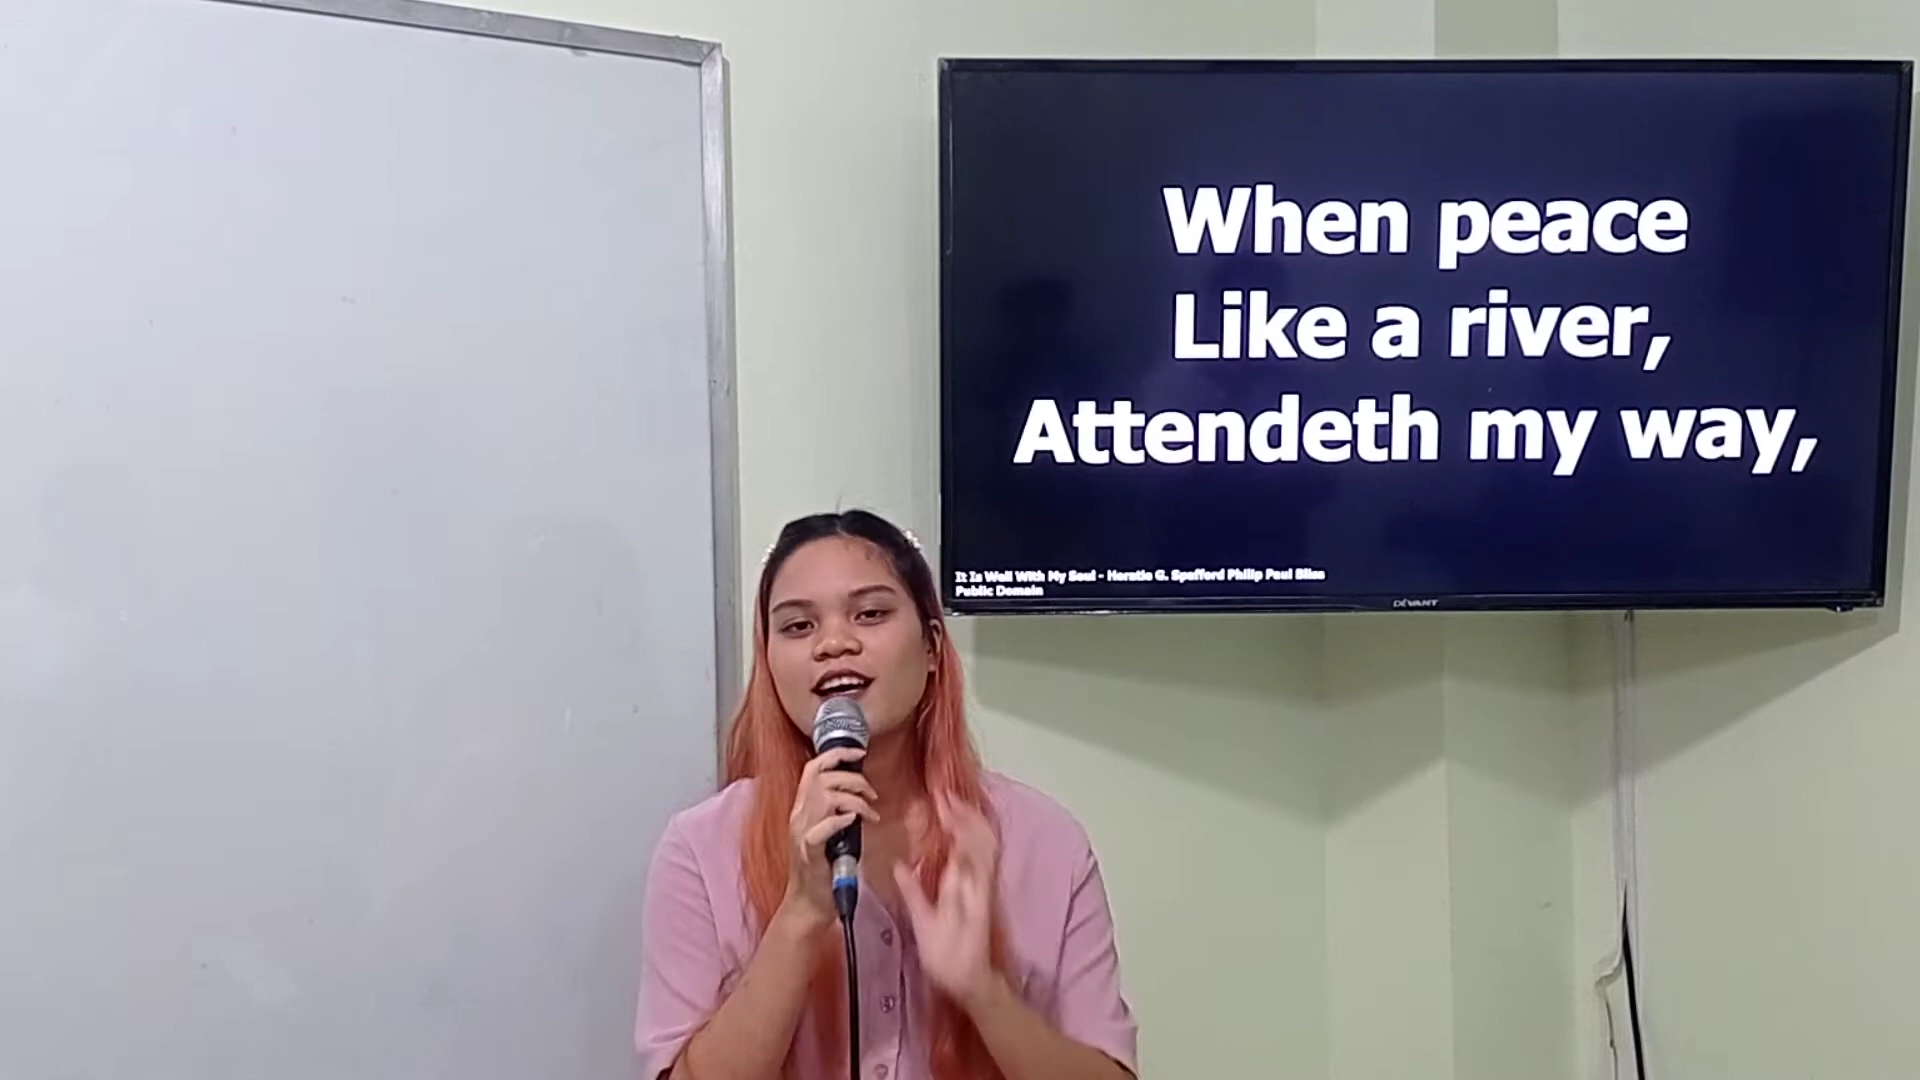 When peace
Like a river,
Attendeth my way,
It Is Well With My Soul - Horatio G. Spafford Philip Paul Bliss
Public Domain
DEVANT